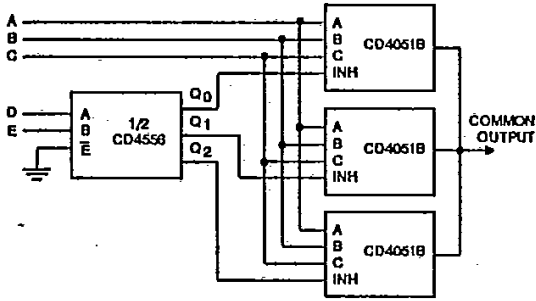 A
B
C
D
E
A
B
E
1/2
CD4556
Q0
Q1
Q2
A
B
C
INH
CD4051B
A
B
C
INH
CD4051B
A
B
C
INH
CD4051B
COMMON
OUTPUT